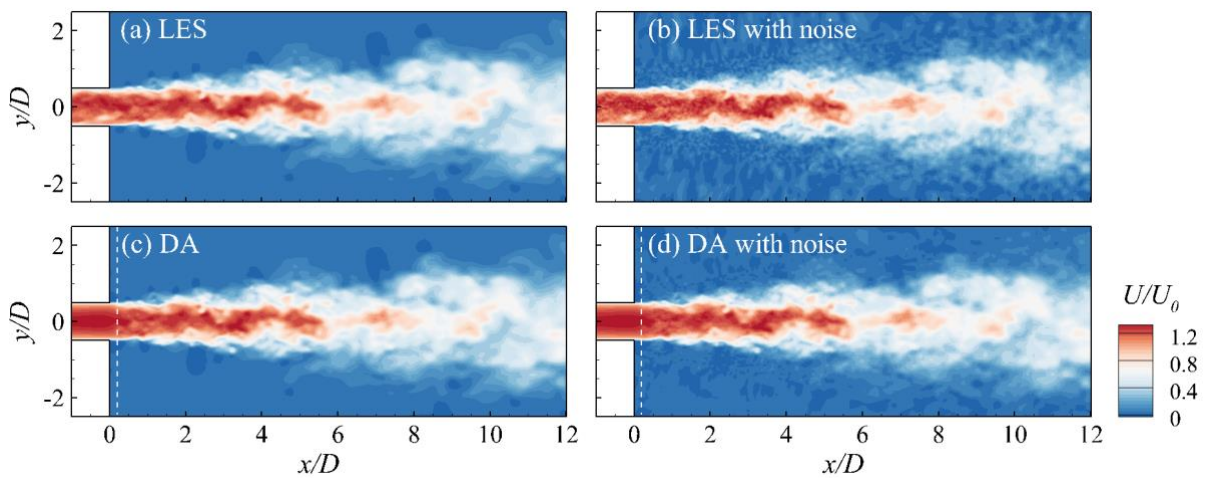 (a) LES
(b) LES with noise
y/D
2
0
-2
(c) DA
(d) DA with noise
y/D
2
0
-2
0 2 4 6 8 10 12
x/D
0 2 4 6 8 10 12
x/D
U/U₀
1.2
0.8
0.4
0